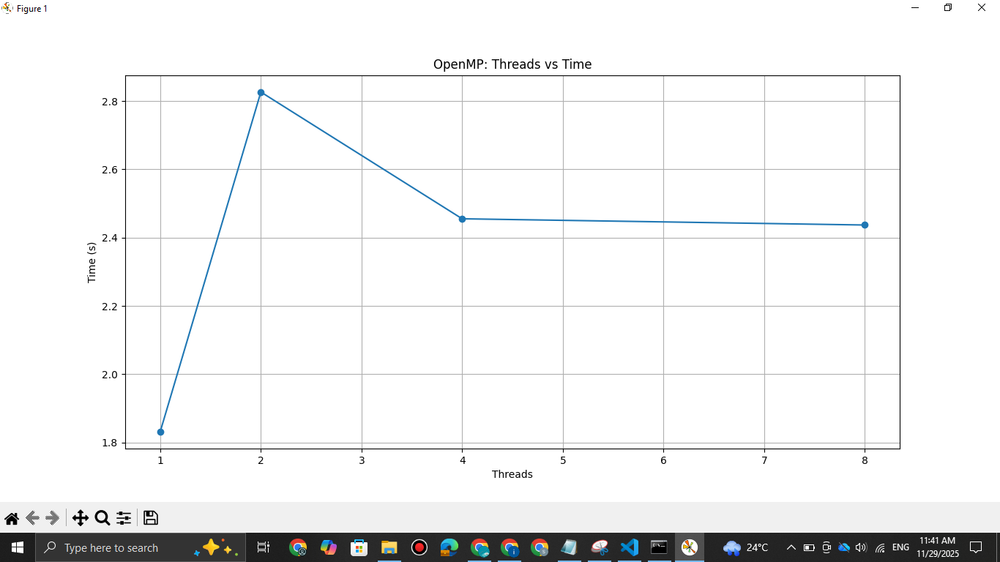 Figure 1
OpenMP: Threads vs Time
2.8
2.6
2.4
2.2
2.0
1.8
Time (s)
1 2 3 4 5 6 7 8
Threads
Type here to search
24°C
ENG
11:41 AM
11/29/2025